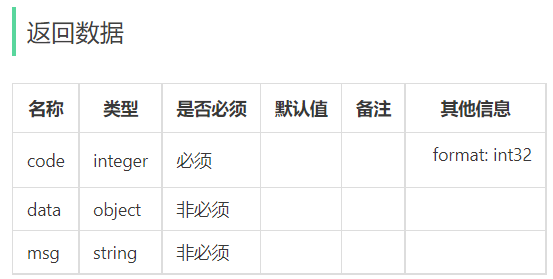 返回数据
名称 类型 是否必须 默认值 备注 其他信息
code integer 必须 format: int32
data object 非必须
msg string 非必须